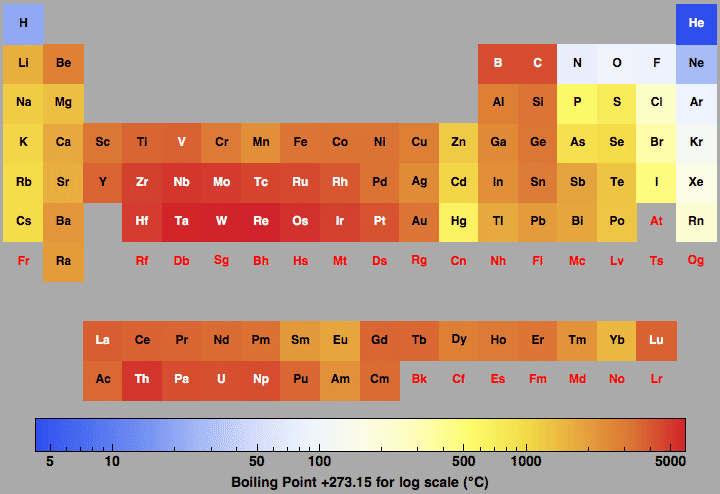 H He
Li Be B C N O F Ne
Na Mg Al Si P S Cl Ar
K Ca Sc Ti V Cr Mn Fe Co Ni Cu Zn Ga Ge As Se Br Kr
Rb Sr Y Zr Nb Mo Tc Ru Rh Pd Ag Cd In Sn Sb Te I Xe
Cs Ba Hf Ta W Re Os Ir Pt Au Hg Tl Pb Bi Po At Rn
Fr Ra Rf Db Sg Bh Hs Mt Ds Rg Cn Nh Fl Mc Lv Ts Og
La Ce Pr Nd Pm Sm Eu Gd Tb Dy Ho Er Tm Yb Lu
Ac Th Pa U Np Pu Am Cm Bk Cf Es Fm Md No Lr
5 10 50 100 500 1000 5000
Boiling Point +273.15 for log scale (°C)